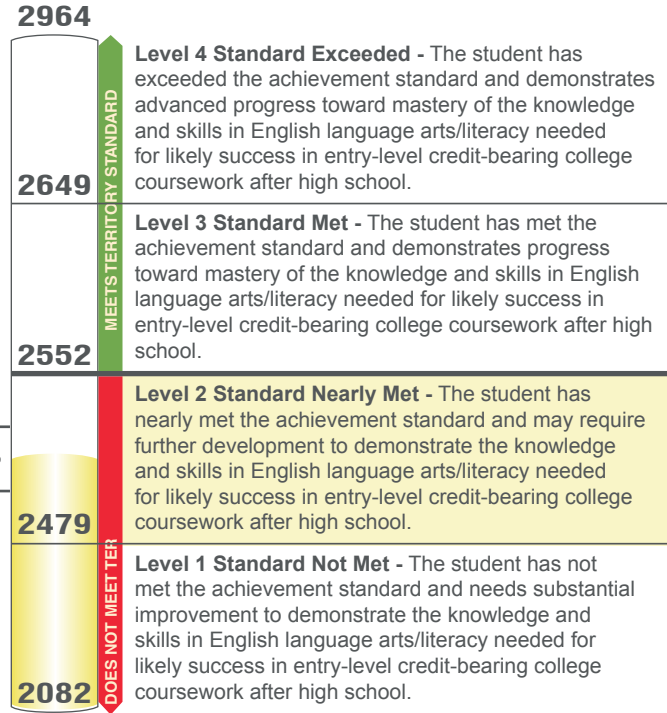 2964
Level 4 Standard Exceeded - The student has
exceeded the achievement standard and demonstrates
advanced progress toward mastery of the knowledge
and skills in English language arts/literacy needed
for likely success in entry-level credit-bearing college
coursework after high school.
2649
MEETS TERRITORY STANDARD
Level 3 Standard Met - The student has met the
achievement standard and demonstrates progress
toward mastery of the knowledge and skills in English
language arts/literacy needed for likely success in
entry-level credit-bearing college coursework after high
school.
2552
Level 2 Standard Nearly Met - The student has
nearly met the achievement standard and may require
further development to demonstrate the knowledge
and skills in English language arts/literacy needed
for likely success in entry-level credit-bearing college
coursework after high school.
2479
DOES NOT MEET TER
Level 1 Standard Not Met - The student has not
met the achievement standard and needs substantial
improvement to demonstrate the knowledge and
skills in English language arts/literacy needed for
likely success in entry-level credit-bearing college
coursework after high school.
2082